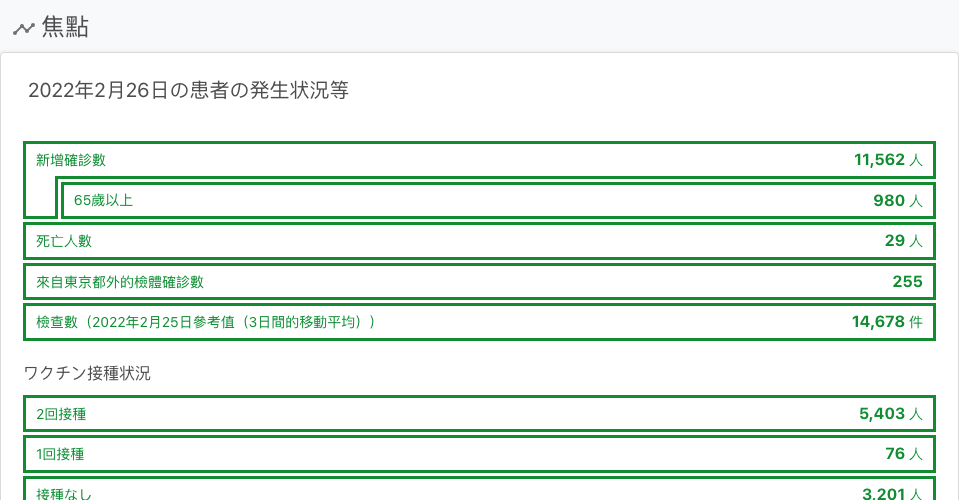 焦點
2022年2月26日の患者の発生状況等
新增確診數 11,562 人
65歲以上 980 人
死亡人數 29 人
來自東京都外的檢體確診數 255
檢查數（2022年2月25日參考值（3日間的移動平均）） 14,678 件
ワクチン接種状況
2回接種 5,403 人
1回接種 76 人
接種なし 3,201 人